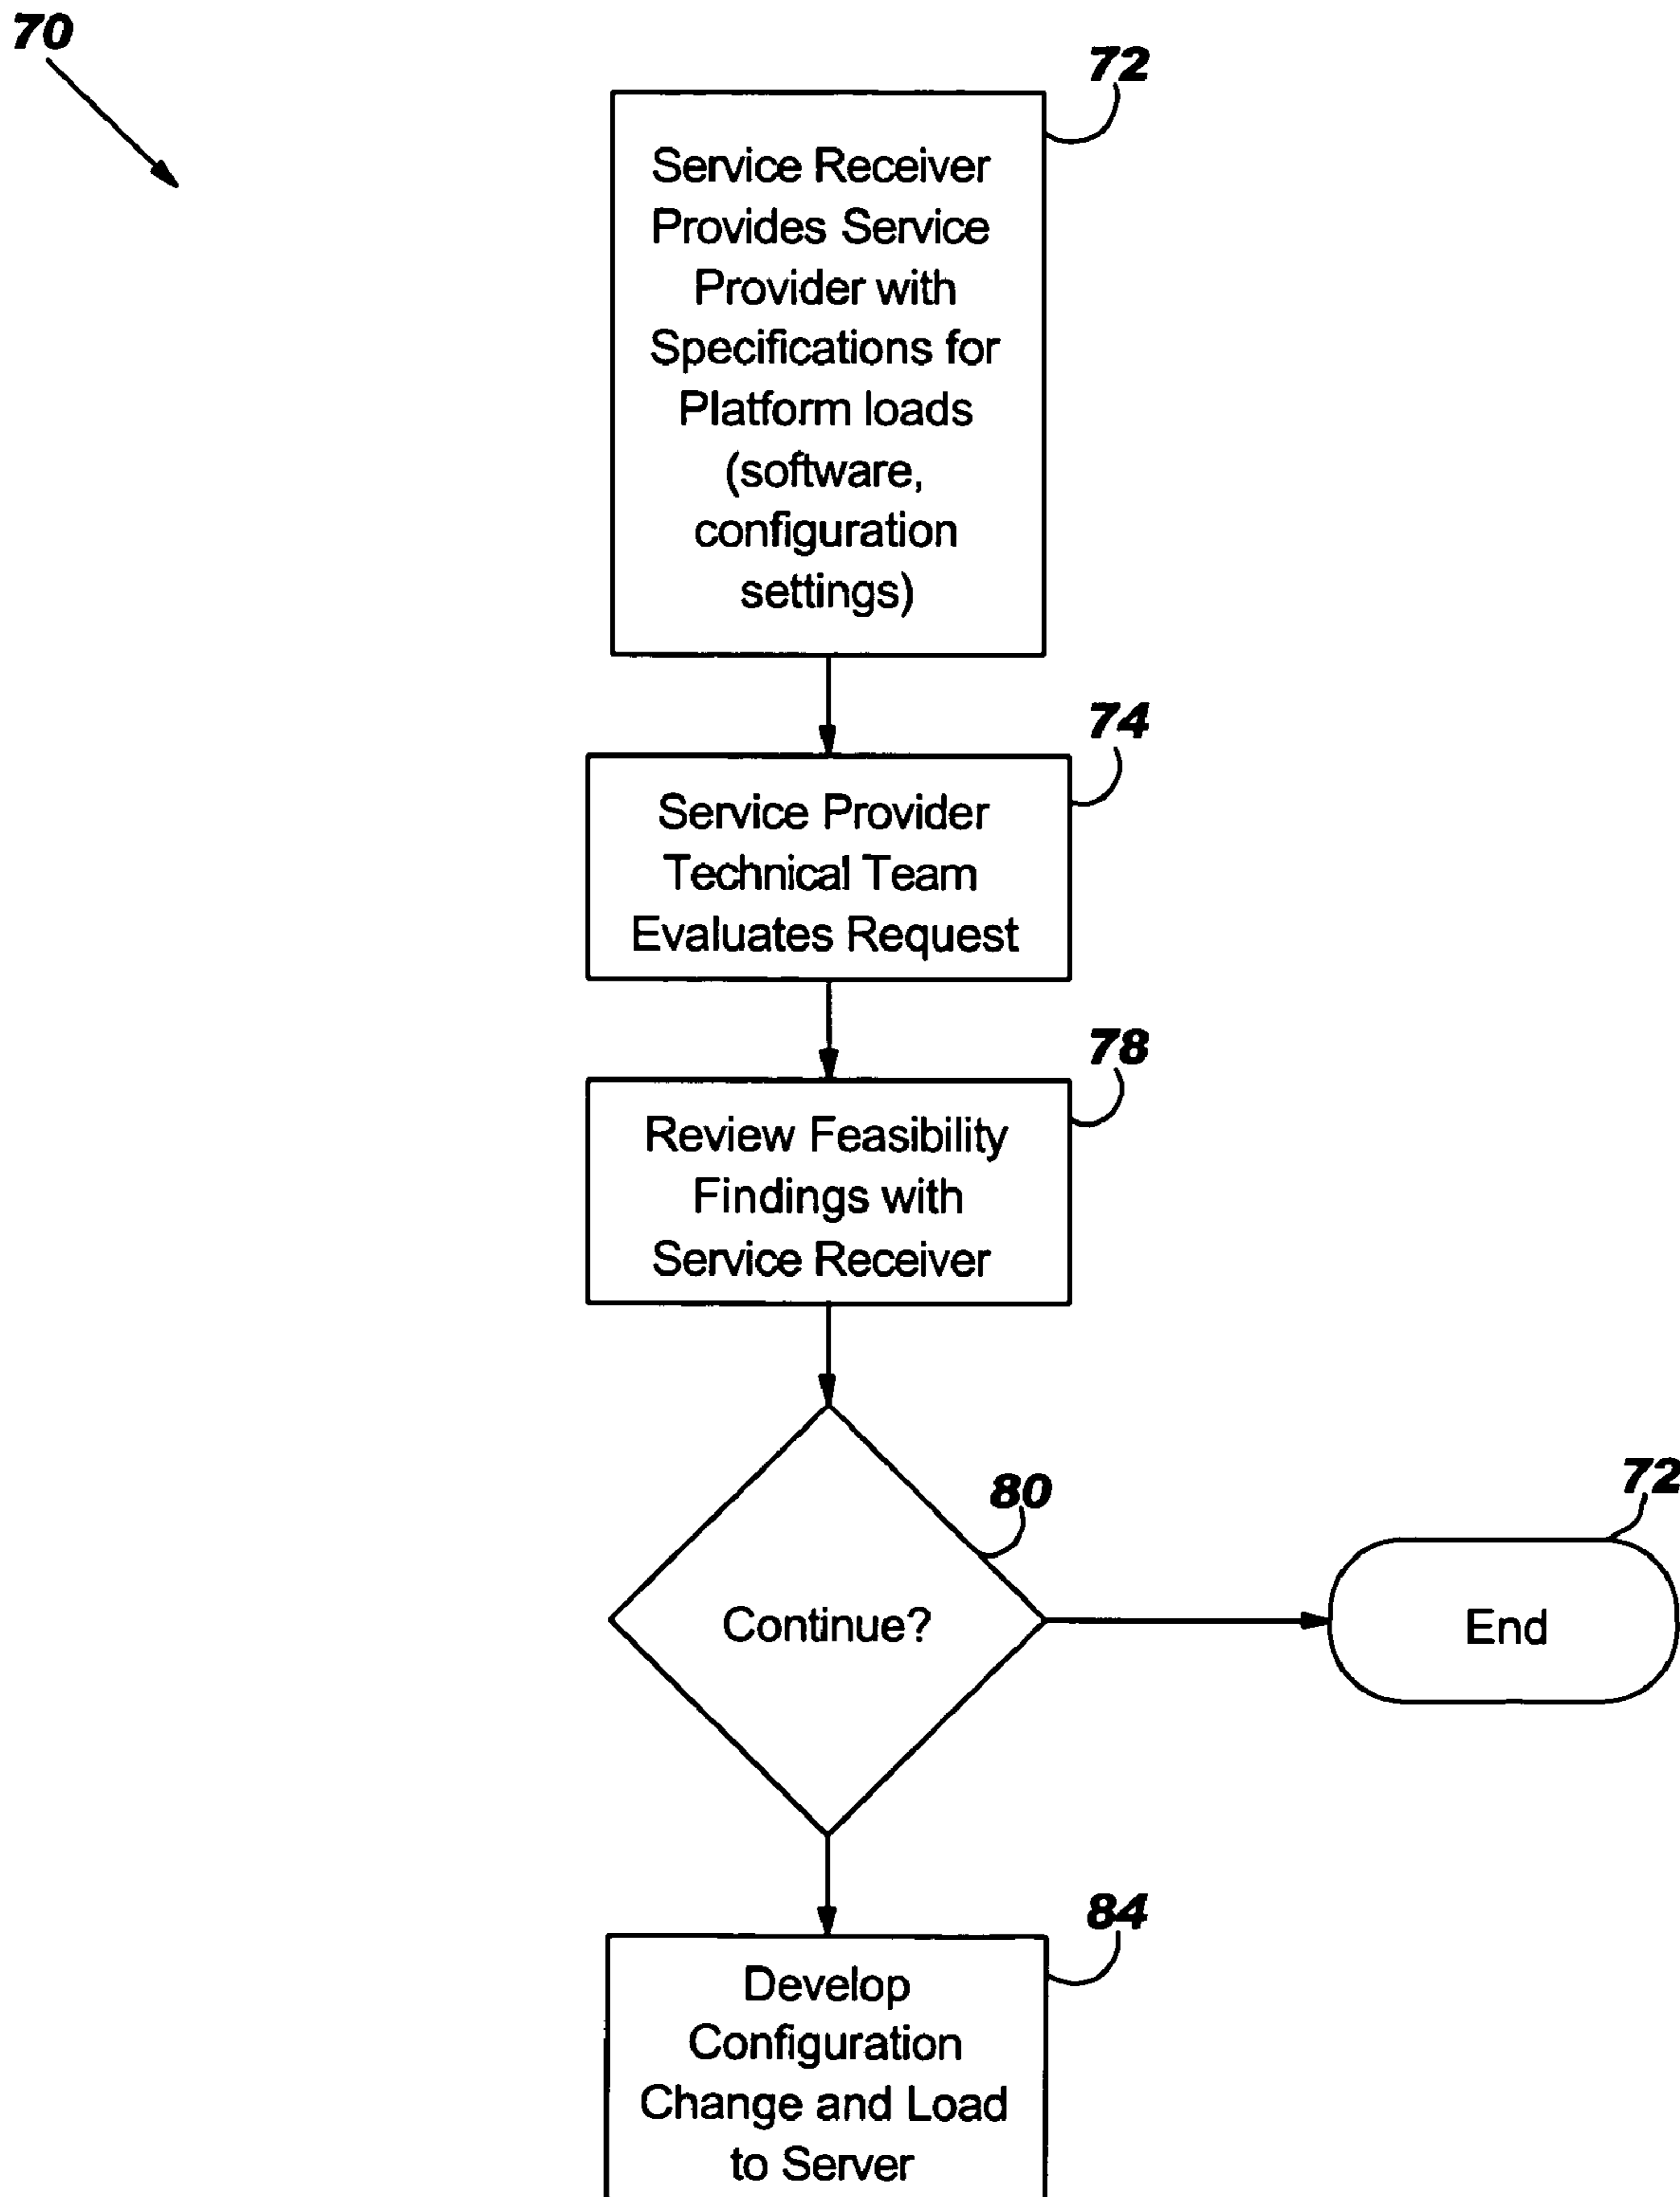 70
72
Service Receiver
Provides Service
Provider with
Specifications for
Platform loads
(software,
configuration
settings)
74
Service Provider
Technical Team
Evaluates Request
78
Review Feasibility
Findings with
Service Receiver
80
Continue?
72
End
84
Develop
Configuration
Change and Load
to Server